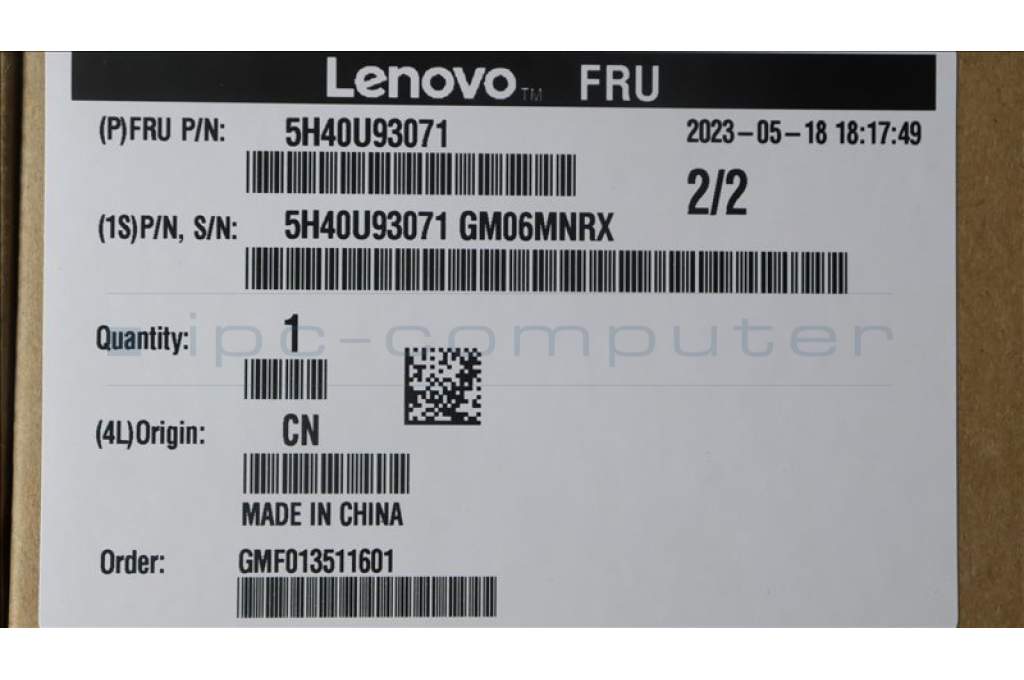 Lenovo™ FRU
(P)FRU P/N: 5H40U93071 2023-05-18 18:17:49
2/2
(1S)P/N, S/N: 5H40U93071 GM06MNRX
Quantity: 1
ipc-computer
(4L)Origin: CN
MADE IN CHINA
Order: GMF013511601